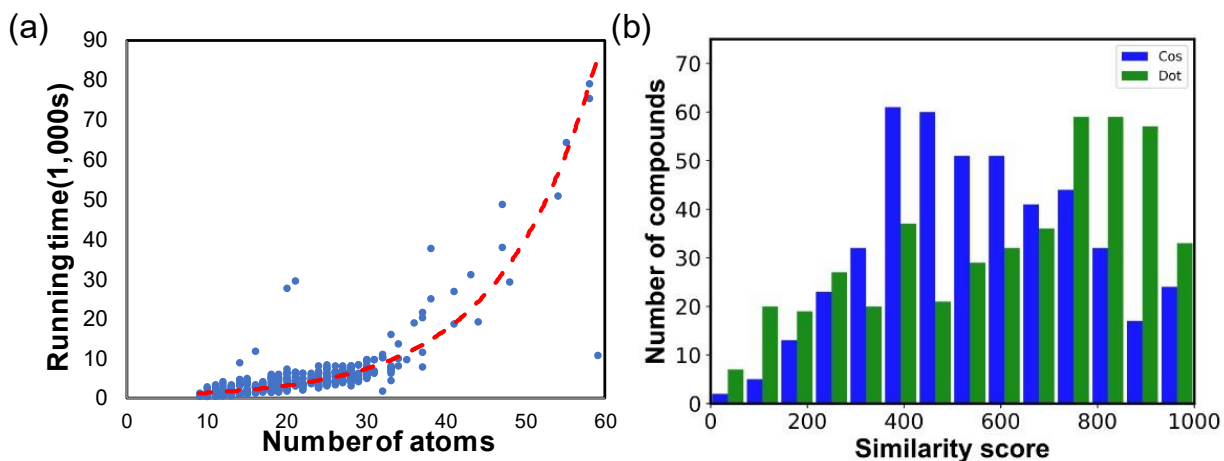 (a)
90
80
70
60
50
40
30
20
10
0
0 10 20 30 40 50 60
Runningtime(1,000s)
Number of atoms
(b)
70
60
50
40
30
20
10
0
0 200 400 600 800 1000
Number of compounds
Similarity score
Cos
Dot